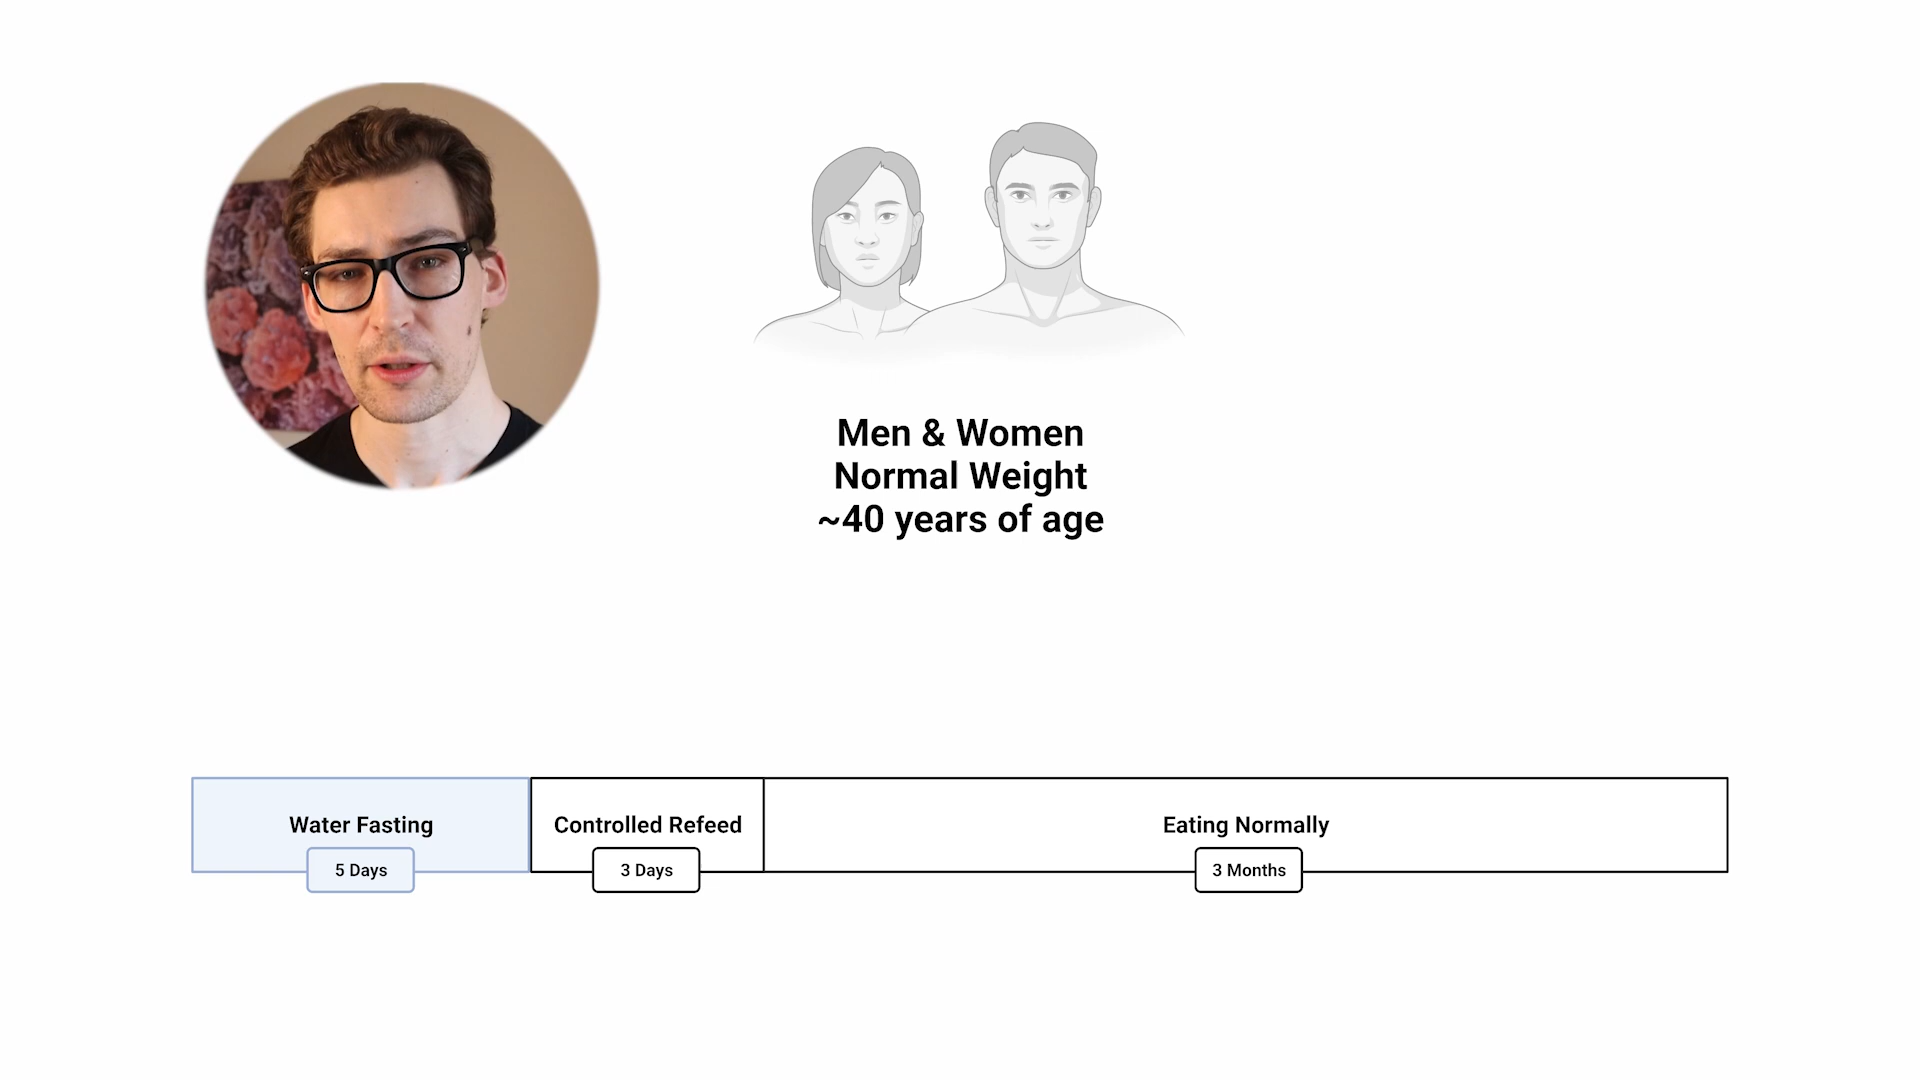 Men & Women
Normal Weight
~40 years of age
Water Fasting
5 Days
Controlled Refeed
3 Days
Eating Normally
3 Months